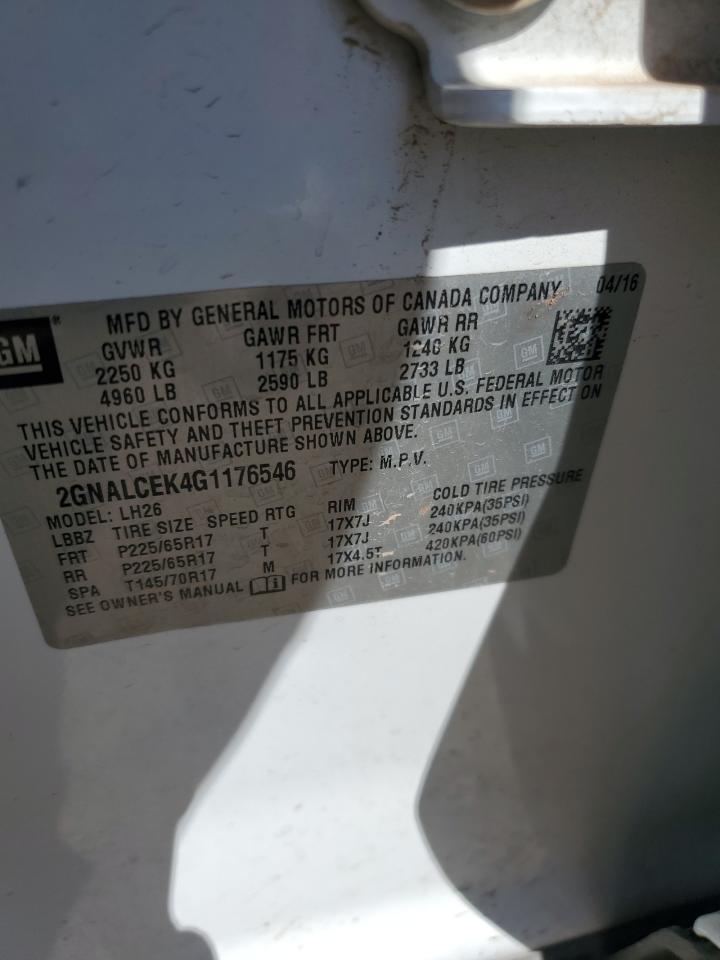 GM ®
MFD BY GENERAL MOTORS OF CANADA COMPANY 04/16
GVWR GAWR FRT GAWR RR
2250 KG 1175 KG 1240 KG
4960 LB 2590 LB 2733 LB
THIS VEHICLE CONFORMS TO ALL APPLICABLE U.S. FEDERAL MOTOR
VEHICLE SAFETY AND THEFT PREVENTION STANDARDS IN EFFECT ON
THE DATE OF MANUFACTURE SHOWN ABOVE.
2GNALCEK4G1176546 TYPE: M.P.V.
MODEL: LH26
LBBZ TIRE SIZE SPEED RTG RIM COLD TIRE PRESSURE
FRT P225/65R17 T 17X7J 240KPA(35PSI)
RR P225/65R17 T 17X7J 240KPA(35PSI)
SPA T145/70R17 M 17X4.5T 420KPA(60PSI)
SEE OWNER'S MANUAL FOR MORE INFORMATION.